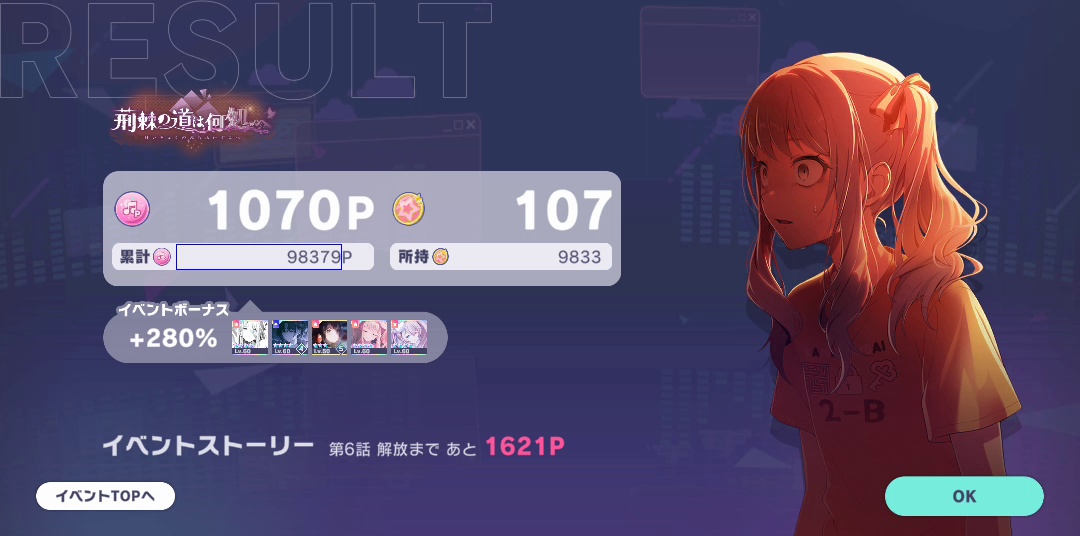 RESULT
荊棘の道は何処へ
1070P 107
累計 98379P 所持 9833
イベントボーナス
+280%
Lv.60 Lv.60 Lv.50 Lv.60 Lv.60
A AI
2-B
イベントストーリー 第6話 解放まで あと 1621P
イベントTOPへ OK